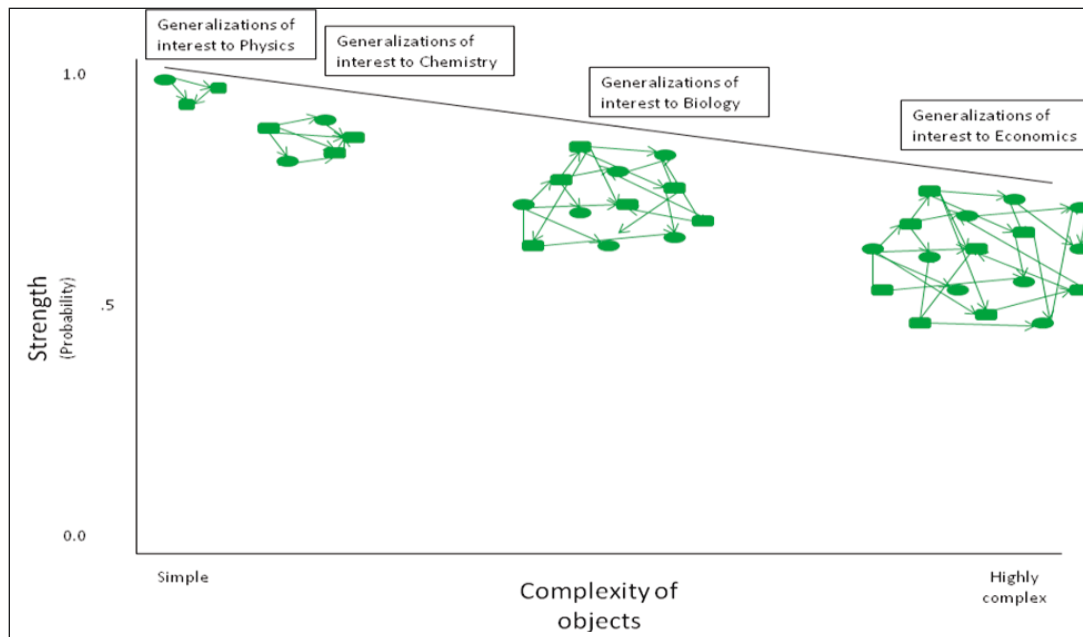 Generalizations of
interest to Physics
Generalizations of
interest to Chemistry
Generalizations of
interest to Biology
Generalizations of
interest to Economics
1.0
.5
0.0
Strength
(Probability)
Simple
Highly
complex
Complexity of
objects